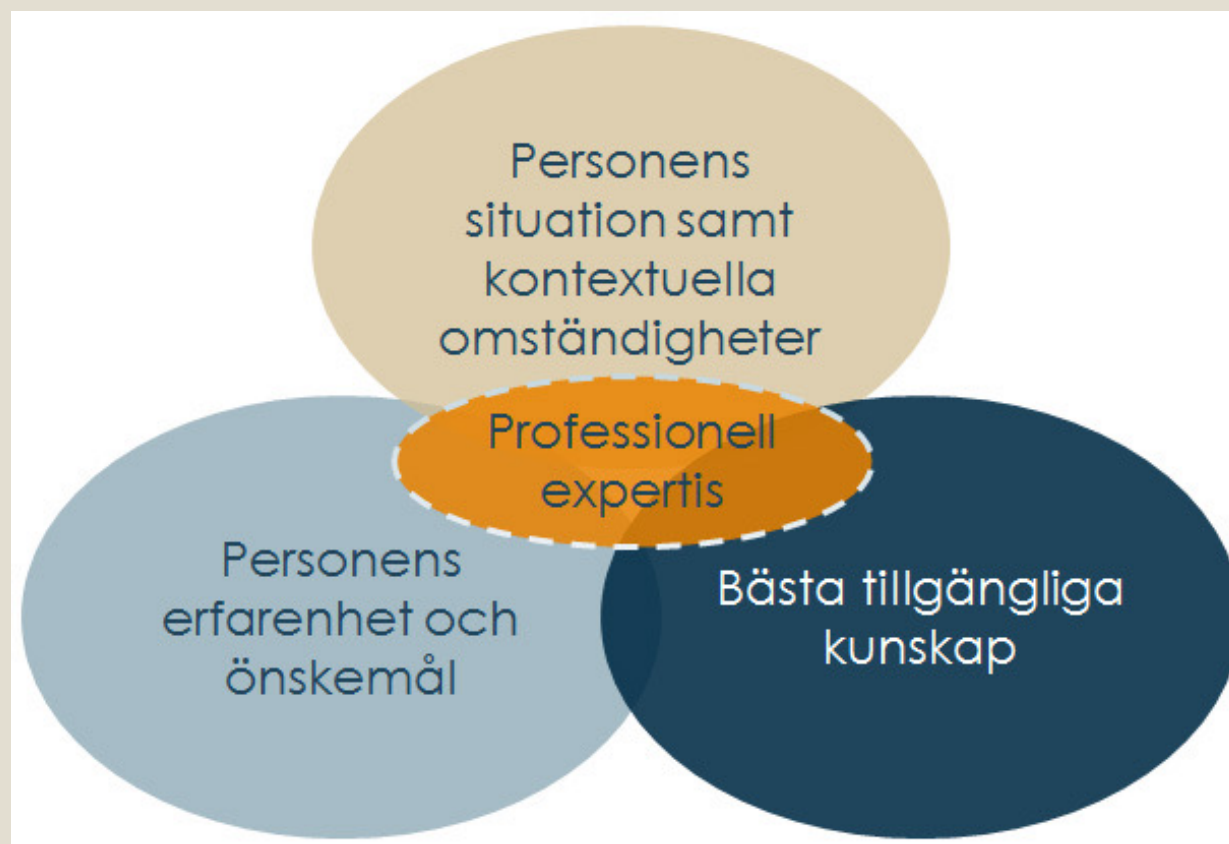 Personens
situation samt
kontextuella
omständigheter
Professionell
expertis
Personens
erfarenhet och
önskemål
Bästa tillgängliga
kunskap